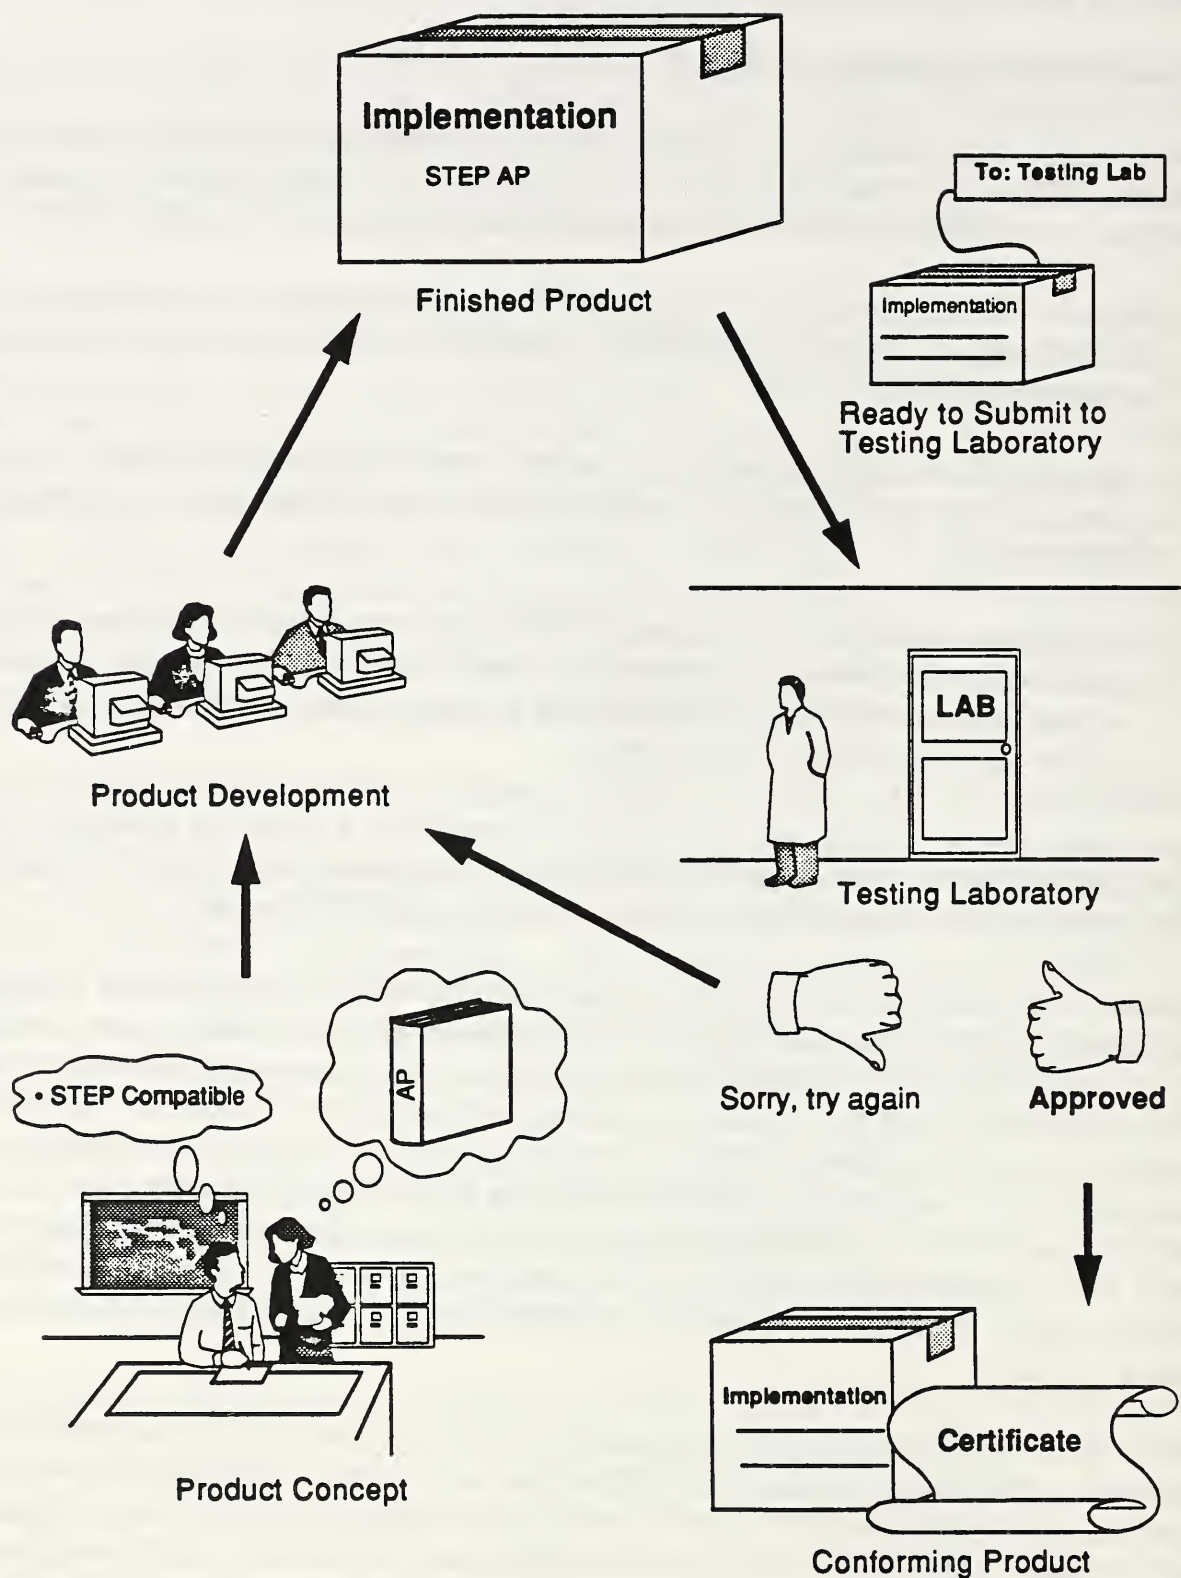 Implementation
STEP AP
Finished Product
To: Testing Lab
Implementation
Ready to Submit to
Testing Laboratory
Product Development
LAB
Testing Laboratory
AP
• STEP Compatible
Sorry, try again
Approved
Product Concept
Implementation
Certificate
Conforming Product